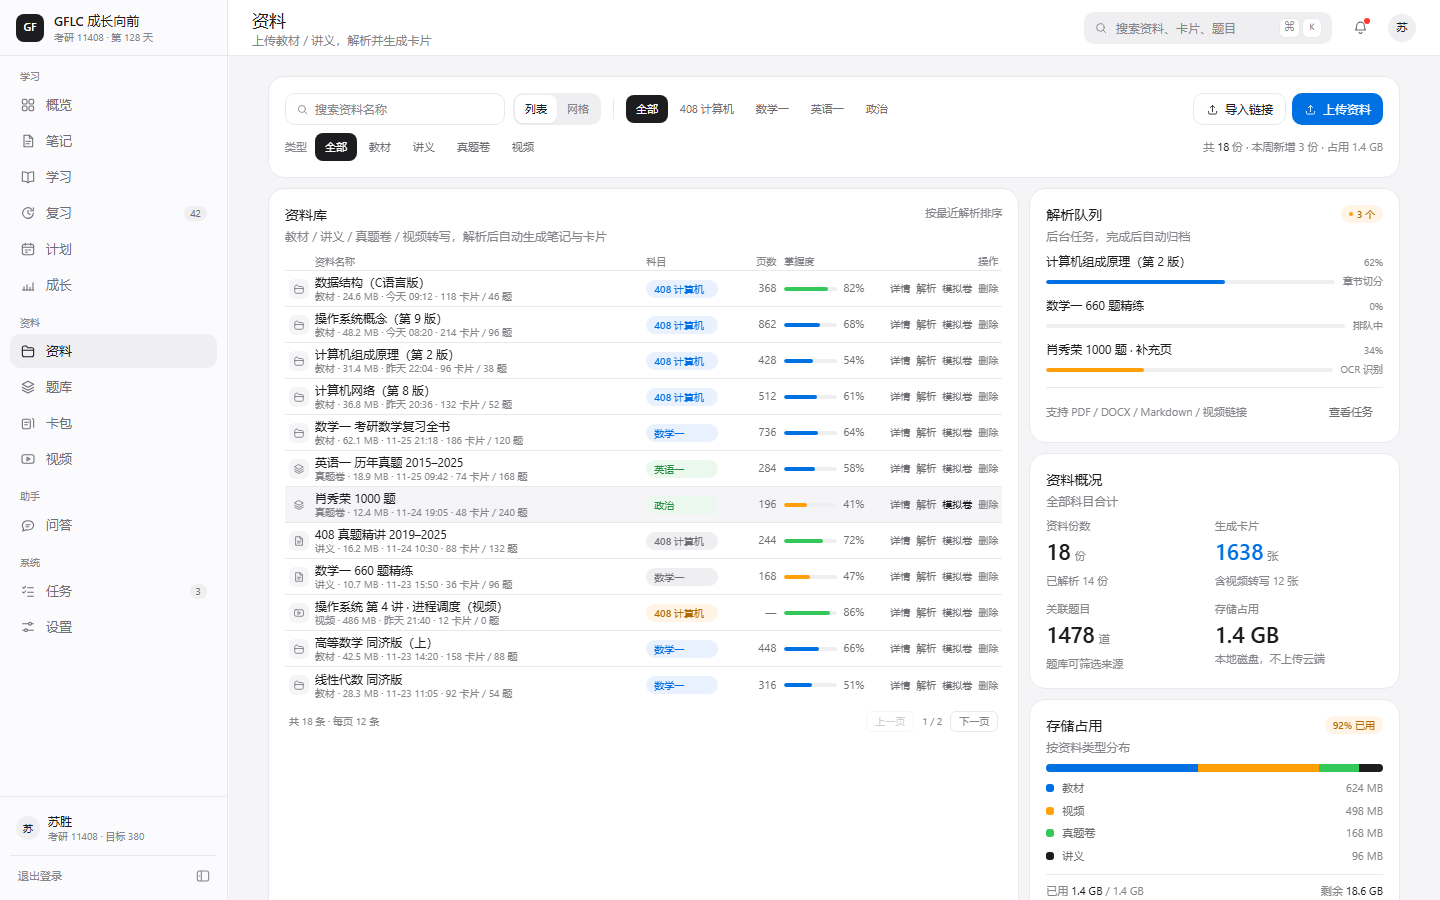 GF
GFLC 成长向前
考研 11408 · 第 128 天
学习
概览
笔记
学习
复习 42
计划
成长
资料
资料
题库
卡包
视频
助手
问答
系统
任务 3
设置
苏
苏胜
考研 11408 · 目标 380
退出登录
资料
上传教材 / 讲义，解析并生成卡片
搜索资料、卡片、题目 ⌘ K
苏
搜索资料名称 列表 网格 全部 408 计算机 数学一 英语一 政治 导入链接 上传资料
类型 全部 教材 讲义 真题卷 视频 共 18 份 · 本周新增 3 份 · 占用 1.4 GB
资料库 按最近解析排序
教材 / 讲义 / 真题卷 / 视频转写，解析后自动生成笔记与卡片
资料名称 科目 页数 掌握度 操作
数据结构（C语言版）
教材 · 24.6 MB · 今天 09:12 · 118 卡片 / 46 题
408 计算机 368 82% 详情 解析 模拟卷 删除
操作系统概念（第 9 版）
教材 · 48.2 MB · 今天 08:20 · 214 卡片 / 96 题
408 计算机 862 68% 详情 解析 模拟卷 删除
计算机组成原理（第 2 版）
教材 · 31.4 MB · 昨天 22:04 · 96 卡片 / 38 题
408 计算机 428 54% 详情 解析 模拟卷 删除
计算机网络（第 8 版）
教材 · 36.8 MB · 昨天 20:36 · 132 卡片 / 52 题
408 计算机 512 61% 详情 解析 模拟卷 删除
数学一 考研数学复习全书
教材 · 62.1 MB · 11-25 21:18 · 186 卡片 / 120 题
数学一 736 64% 详情 解析 模拟卷 删除
英语一 历年真题 2015–2025
真题卷 · 18.9 MB · 11-25 09:42 · 74 卡片 / 168 题
英语一 284 58% 详情 解析 模拟卷 删除
肖秀荣 1000 题
真题卷 · 12.4 MB · 11-24 19:05 · 48 卡片 / 240 题
政治 196 41% 详情 解析 模拟卷 删除
408 真题精讲 2019–2025
讲义 · 16.2 MB · 11-24 10:30 · 88 卡片 / 132 题
408 计算机 244 72% 详情 解析 模拟卷 删除
数学一 660 题精练
讲义 · 10.7 MB · 11-23 15:50 · 36 卡片 / 96 题
数学一 168 47% 详情 解析 模拟卷 删除
操作系统 第 4 讲 · 进程调度（视频）
视频 · 486 MB · 昨天 21:40 · 12 卡片 / 0 题
408 计算机 — 86% 详情 解析 模拟卷 删除
高等数学 同济版（上）
教材 · 42.5 MB · 11-23 14:20 · 158 卡片 / 88 题
数学一 448 66% 详情 解析 模拟卷 删除
线性代数 同济版
教材 · 28.3 MB · 11-23 11:05 · 92 卡片 / 54 题
数学一 316 51% 详情 解析 模拟卷 删除
共 18 条 · 每页 12 条 上一页 1 / 2 下一页
解析队列 3 个
后台任务，完成后自动归档
计算机组成原理（第 2 版） 62%
章节切分
数学一 660 题精练 0%
排队中
肖秀荣 1000 题 · 补充页 34%
OCR 识别
支持 PDF / DOCX / Markdown / 视频链接 查看任务
资料概况
全部科目合计
资料份数 生成卡片
18 份 1638 张
已解析 14 份 含视频转写 12 张
关联题目 存储占用
1478 道 1.4 GB
题库可筛选来源 本地磁盘，不上传云端
存储占用 92% 已用
按资料类型分布
教材 624 MB
视频 498 MB
真题卷 168 MB
讲义 96 MB
已用 1.4 GB / 1.4 GB 剩余 18.6 GB